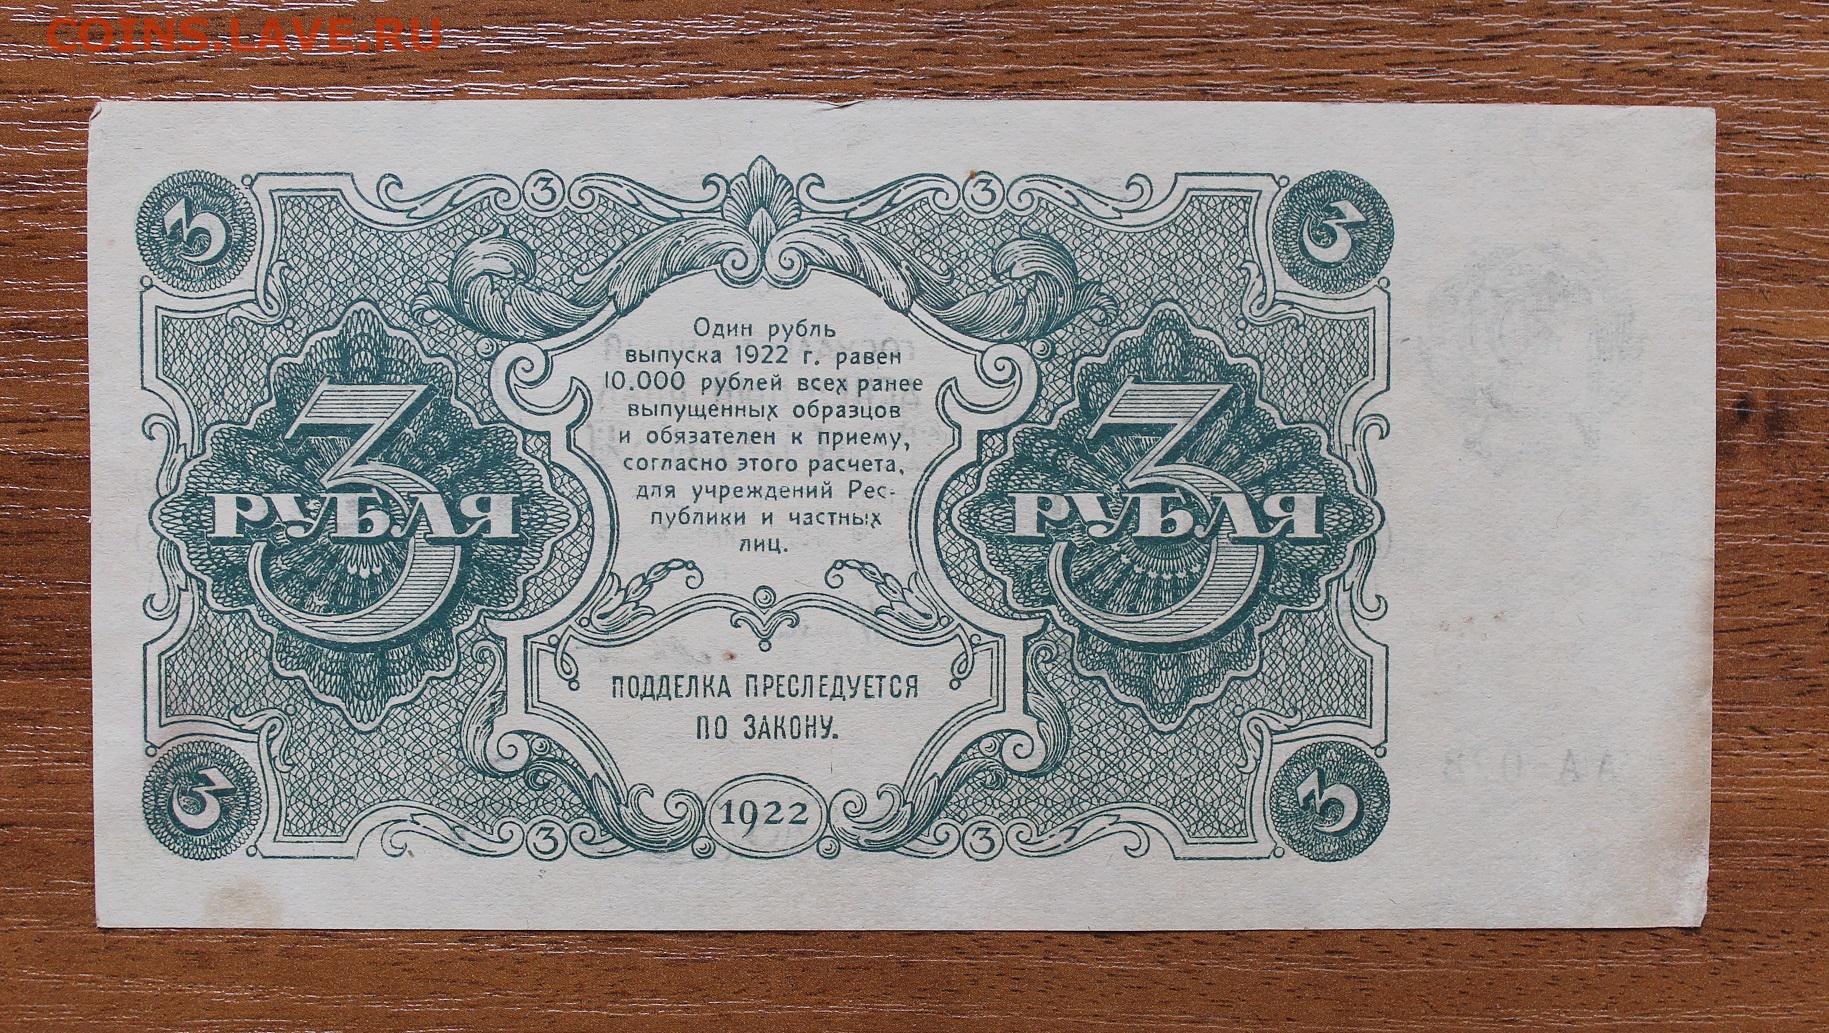 COINS.LAVE.RU
3 3 3 3
Один рубль
выпуска 1922 г. равен
10.000 рублей всех ранее
выпущенных образцов
и обязателен к приему,
согласно этого расчета,
для учреждений Рес-
публики и частных
лиц.
3 РУБЛЯ
3 РУБЛЯ
ПОДДЕЛКА ПРЕСЛЕДУЕТСЯ
ПО ЗАКОНУ.
3 3 1922 3 3